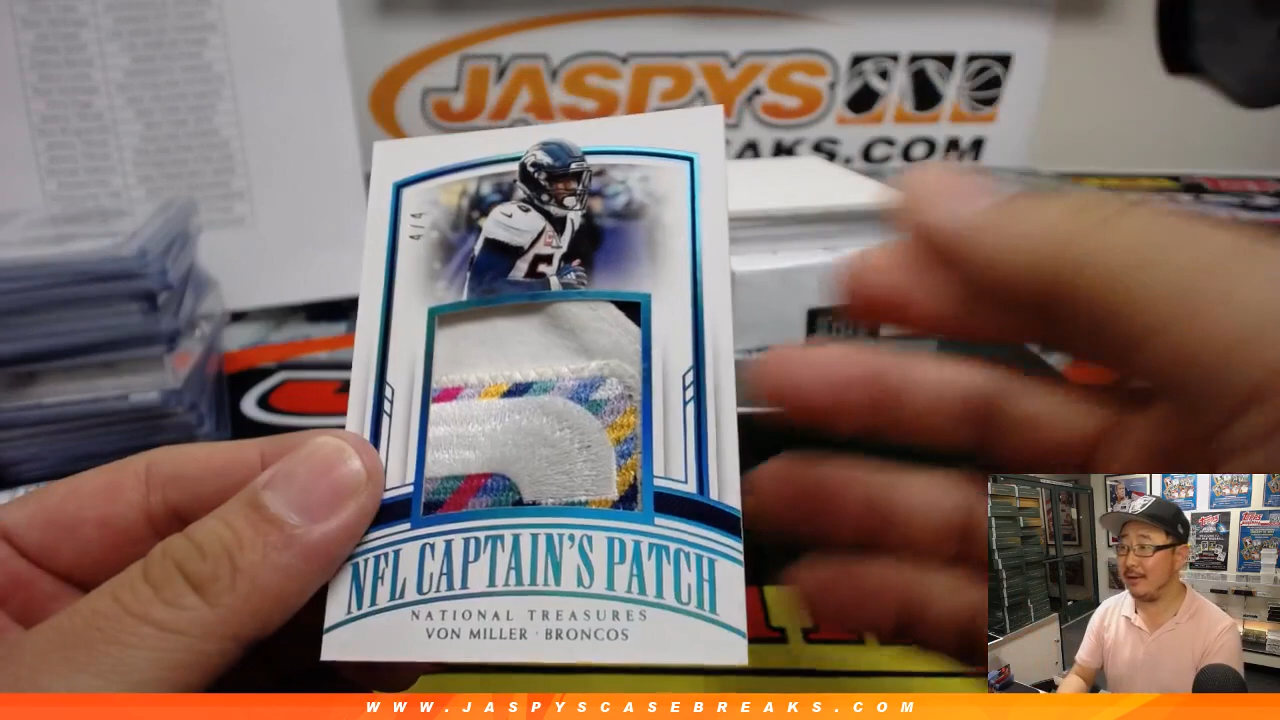 JASPYS
AKS.COM
4/4
NFL CAPTAIN'S PATCH
NATIONAL TREASURES
VON MILLER · BRONCOS
WWW.JASPYSCASEBREAKS.COM